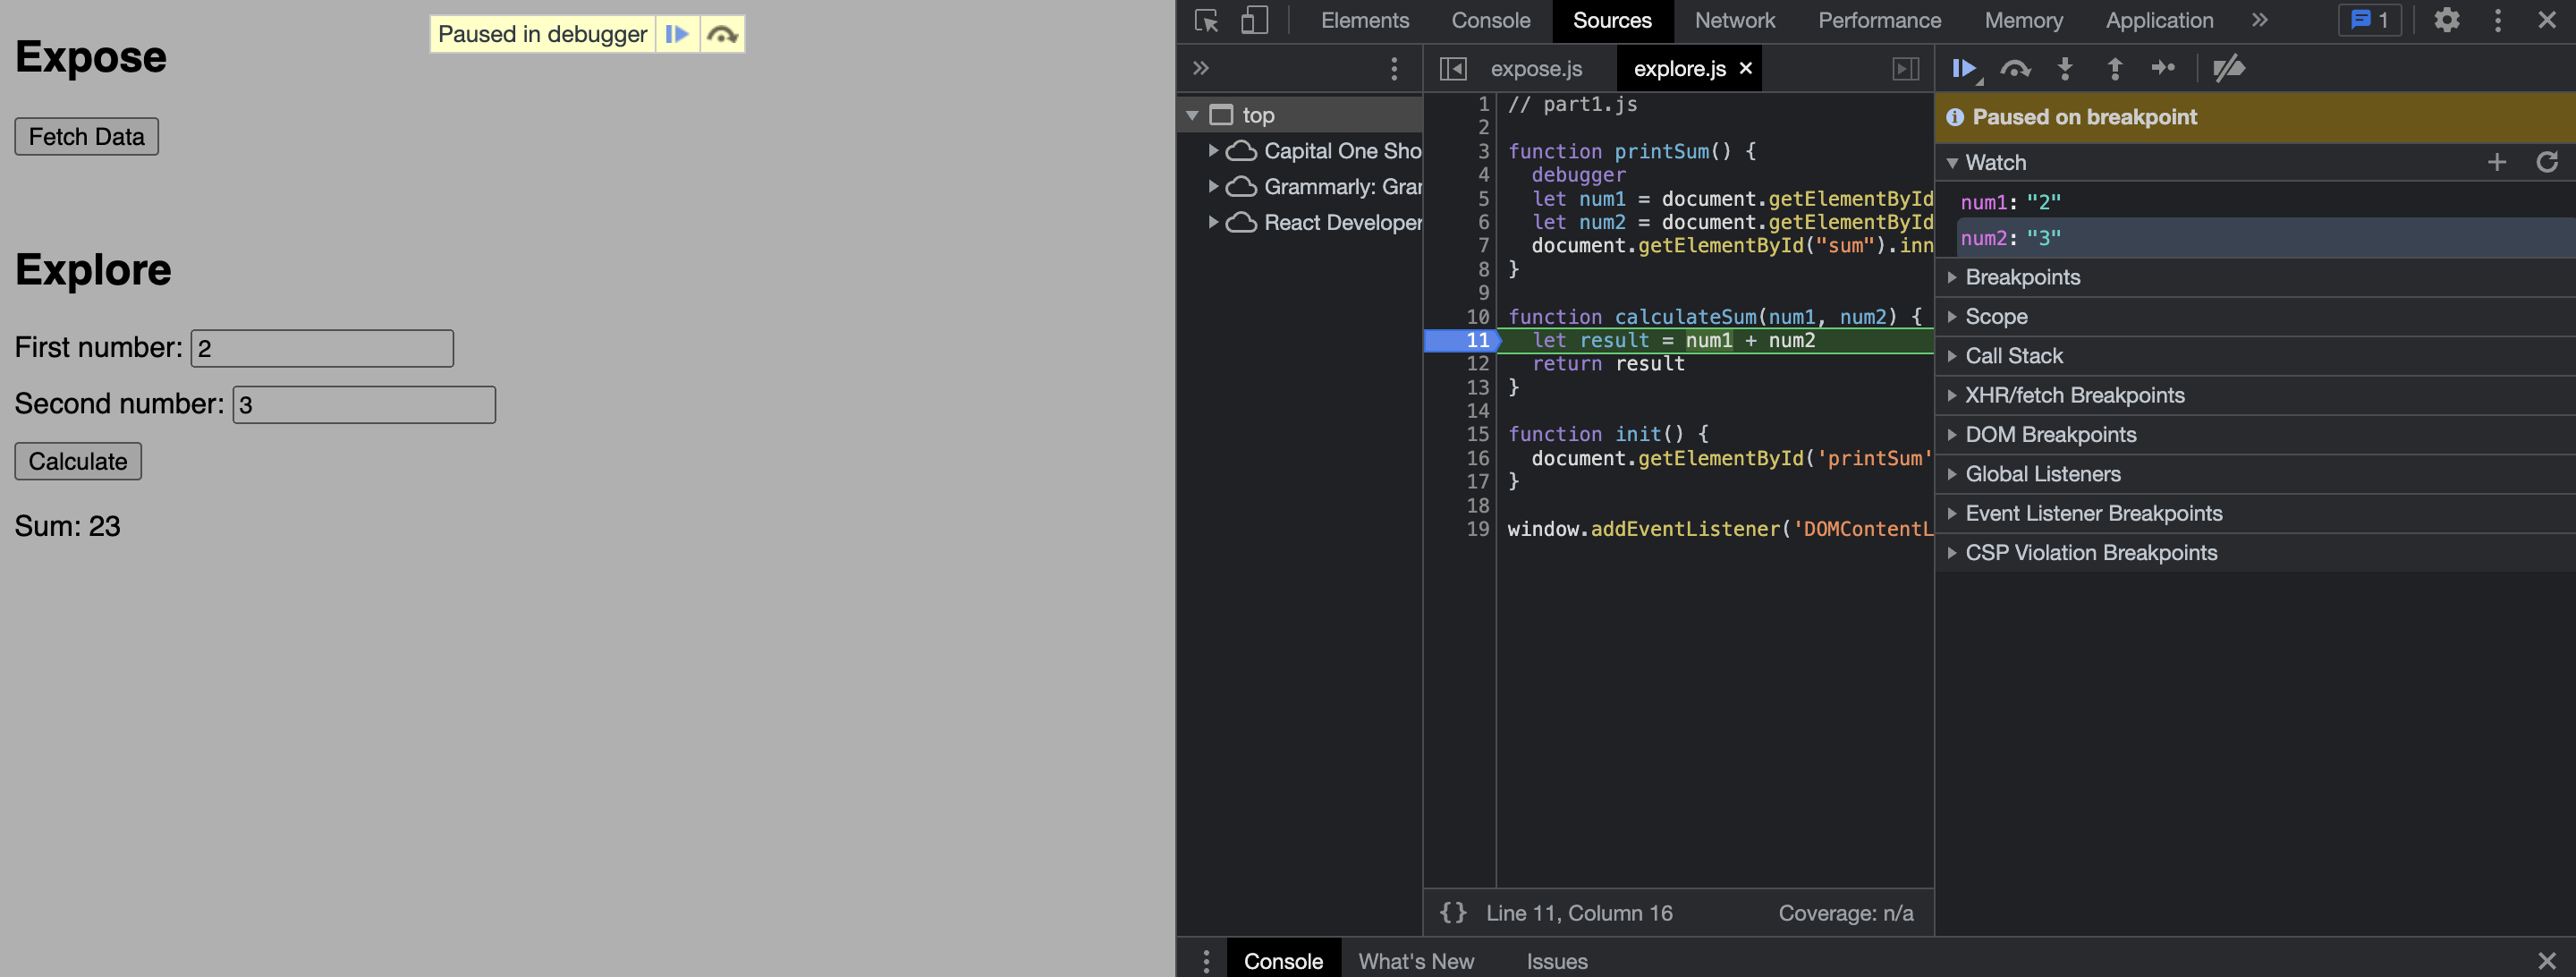 Expose
Paused in debugger
Fetch Data
Explore
First number: 2
Second number: 3
Calculate
Sum: 23
Elements Console Sources Network Performance Memory Application 1
expose.js explore.js
top
Capital One Sho
Grammarly: Gra
React Developer
1 // part1.js
2
3 function printSum() {
4 debugger
5 let num1 = document.getElementById
6 let num2 = document.getElementById
7 document.getElementById("sum").inn
8 }
9
10 function calculateSum(num1, num2) {
11 let result = num1 + num2
12 return result
13 }
14
15 function init() {
16 document.getElementById('printSum'
17 }
18
19 window.addEventListener('DOMContentL
{} Line 11, Column 16 Coverage: n/a
Paused on breakpoint
Watch
num1: "2"
num2: "3"
Breakpoints
Scope
Call Stack
XHR/fetch Breakpoints
DOM Breakpoints
Global Listeners
Event Listener Breakpoints
CSP Violation Breakpoints
Console What's New Issues